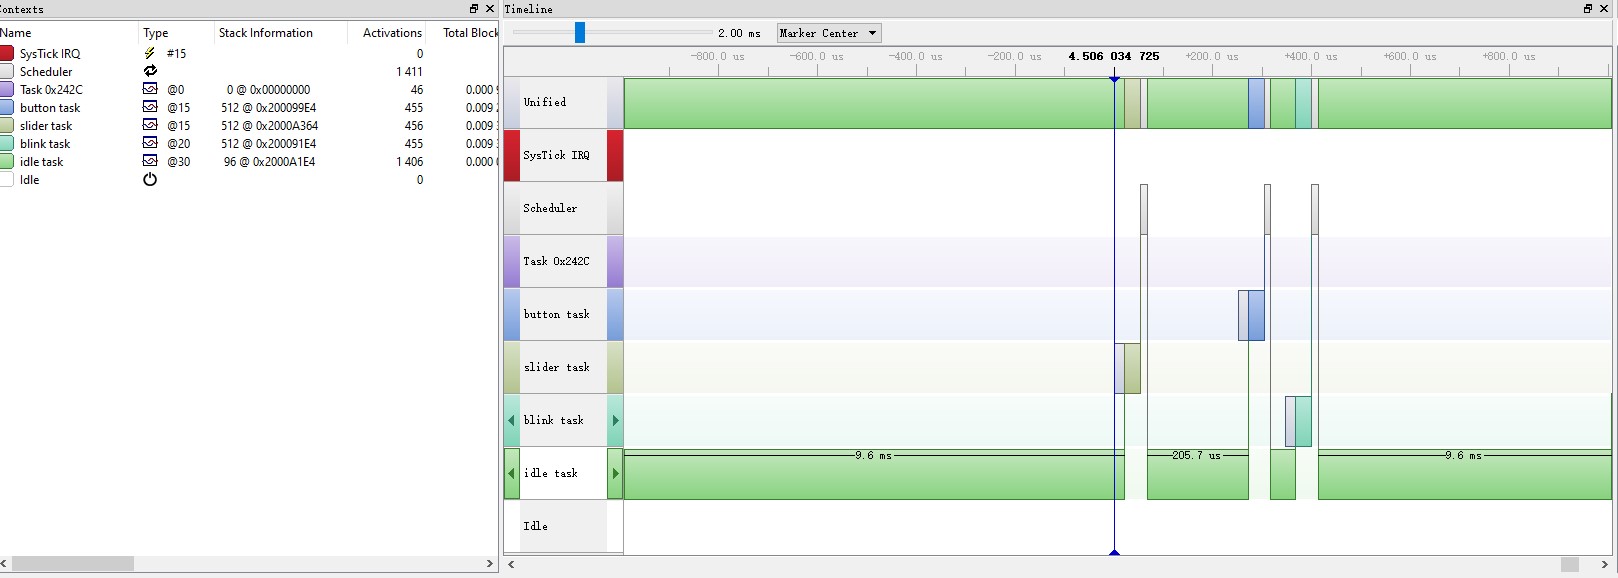 Contexts
Name Type Stack Information Activations Total Block
SysTick IRQ #15 0
Scheduler 1 411
Task 0x242C @0 0 @ 0x00000000 46 0.000
button task @15 512 @ 0x200099E4 455 0.009
slider task @15 512 @ 0x2000A364 456 0.009
blink task @20 512 @ 0x200091E4 455 0.009
idle task @30 96 @ 0x2000A1E4 1 406 0.000
Idle 0
Timeline
2.00 ms Marker Center
-800.0 us -600.0 us -400.0 us -200.0 us 4.506 034 725 +200.0 us +400.0 us +600.0 us +800.0 us
Unified
SysTick IRQ
Scheduler
Task 0x242C
button task
slider task
blink task
idle task 9.6 ms 205.7 us 9.6 ms
Idle